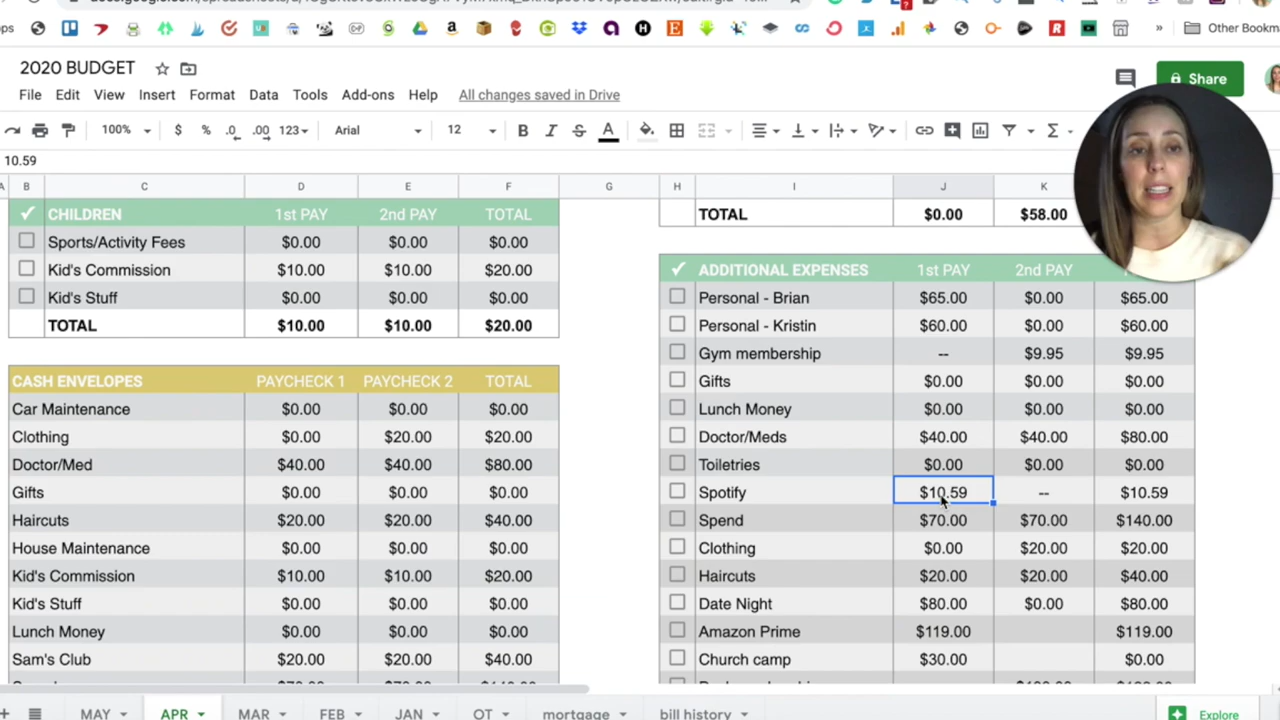 2020 BUDGET
Share
File Edit View Insert Format Data Tools Add-ons Help All changes saved in Drive
100% $ % .0 .00 123 Arial 12 B I S A
10.59
B C D E F G H I J K
✓ CHILDREN 1st PAY 2nd PAY TOTAL
Sports/Activity Fees $0.00 $0.00 $0.00
Kid's Commission $10.00 $10.00 $20.00
Kid's Stuff $0.00 $0.00 $0.00
TOTAL $10.00 $10.00 $20.00
CASH ENVELOPES PAYCHECK 1 PAYCHECK 2 TOTAL
Car Maintenance $0.00 $0.00 $0.00
Clothing $0.00 $20.00 $20.00
Doctor/Med $40.00 $40.00 $80.00
Gifts $0.00 $0.00 $0.00
Haircuts $20.00 $20.00 $40.00
House Maintenance $0.00 $0.00 $0.00
Kid's Commission $10.00 $10.00 $20.00
Kid's Stuff $0.00 $0.00 $0.00
Lunch Money $0.00 $0.00 $0.00
Sam's Club $20.00 $20.00 $40.00
TOTAL $0.00 $58.00
✓ ADDITIONAL EXPENSES 1st PAY 2nd PAY
Personal - Brian $65.00 $0.00 $65.00
Personal - Kristin $60.00 $0.00 $60.00
Gym membership -- $9.95 $9.95
Gifts $0.00 $0.00 $0.00
Lunch Money $0.00 $0.00 $0.00
Doctor/Meds $40.00 $40.00 $80.00
Toiletries $0.00 $0.00 $0.00
Spotify $10.59 -- $10.59
Spend $70.00 $70.00 $140.00
Clothing $0.00 $20.00 $20.00
Haircuts $20.00 $20.00 $40.00
Date Night $80.00 $0.00 $80.00
Amazon Prime $119.00 $119.00
Church camp $30.00 $0.00
MAY APR MAR FEB JAN OT mortgage bill history Explore